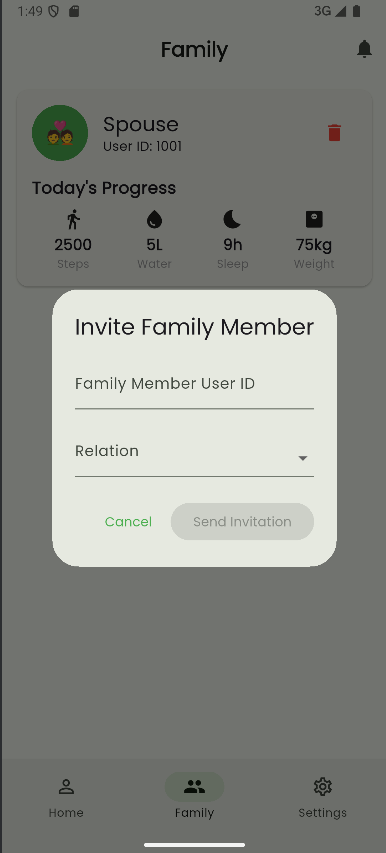 1:49 3G
Family
Spouse
User ID: 1001
Today's Progress
2500 5L 9h 75kg
Steps Water Sleep Weight
Invite Family Member
Family Member User ID
Relation
Cancel Send Invitation
Home Family Settings